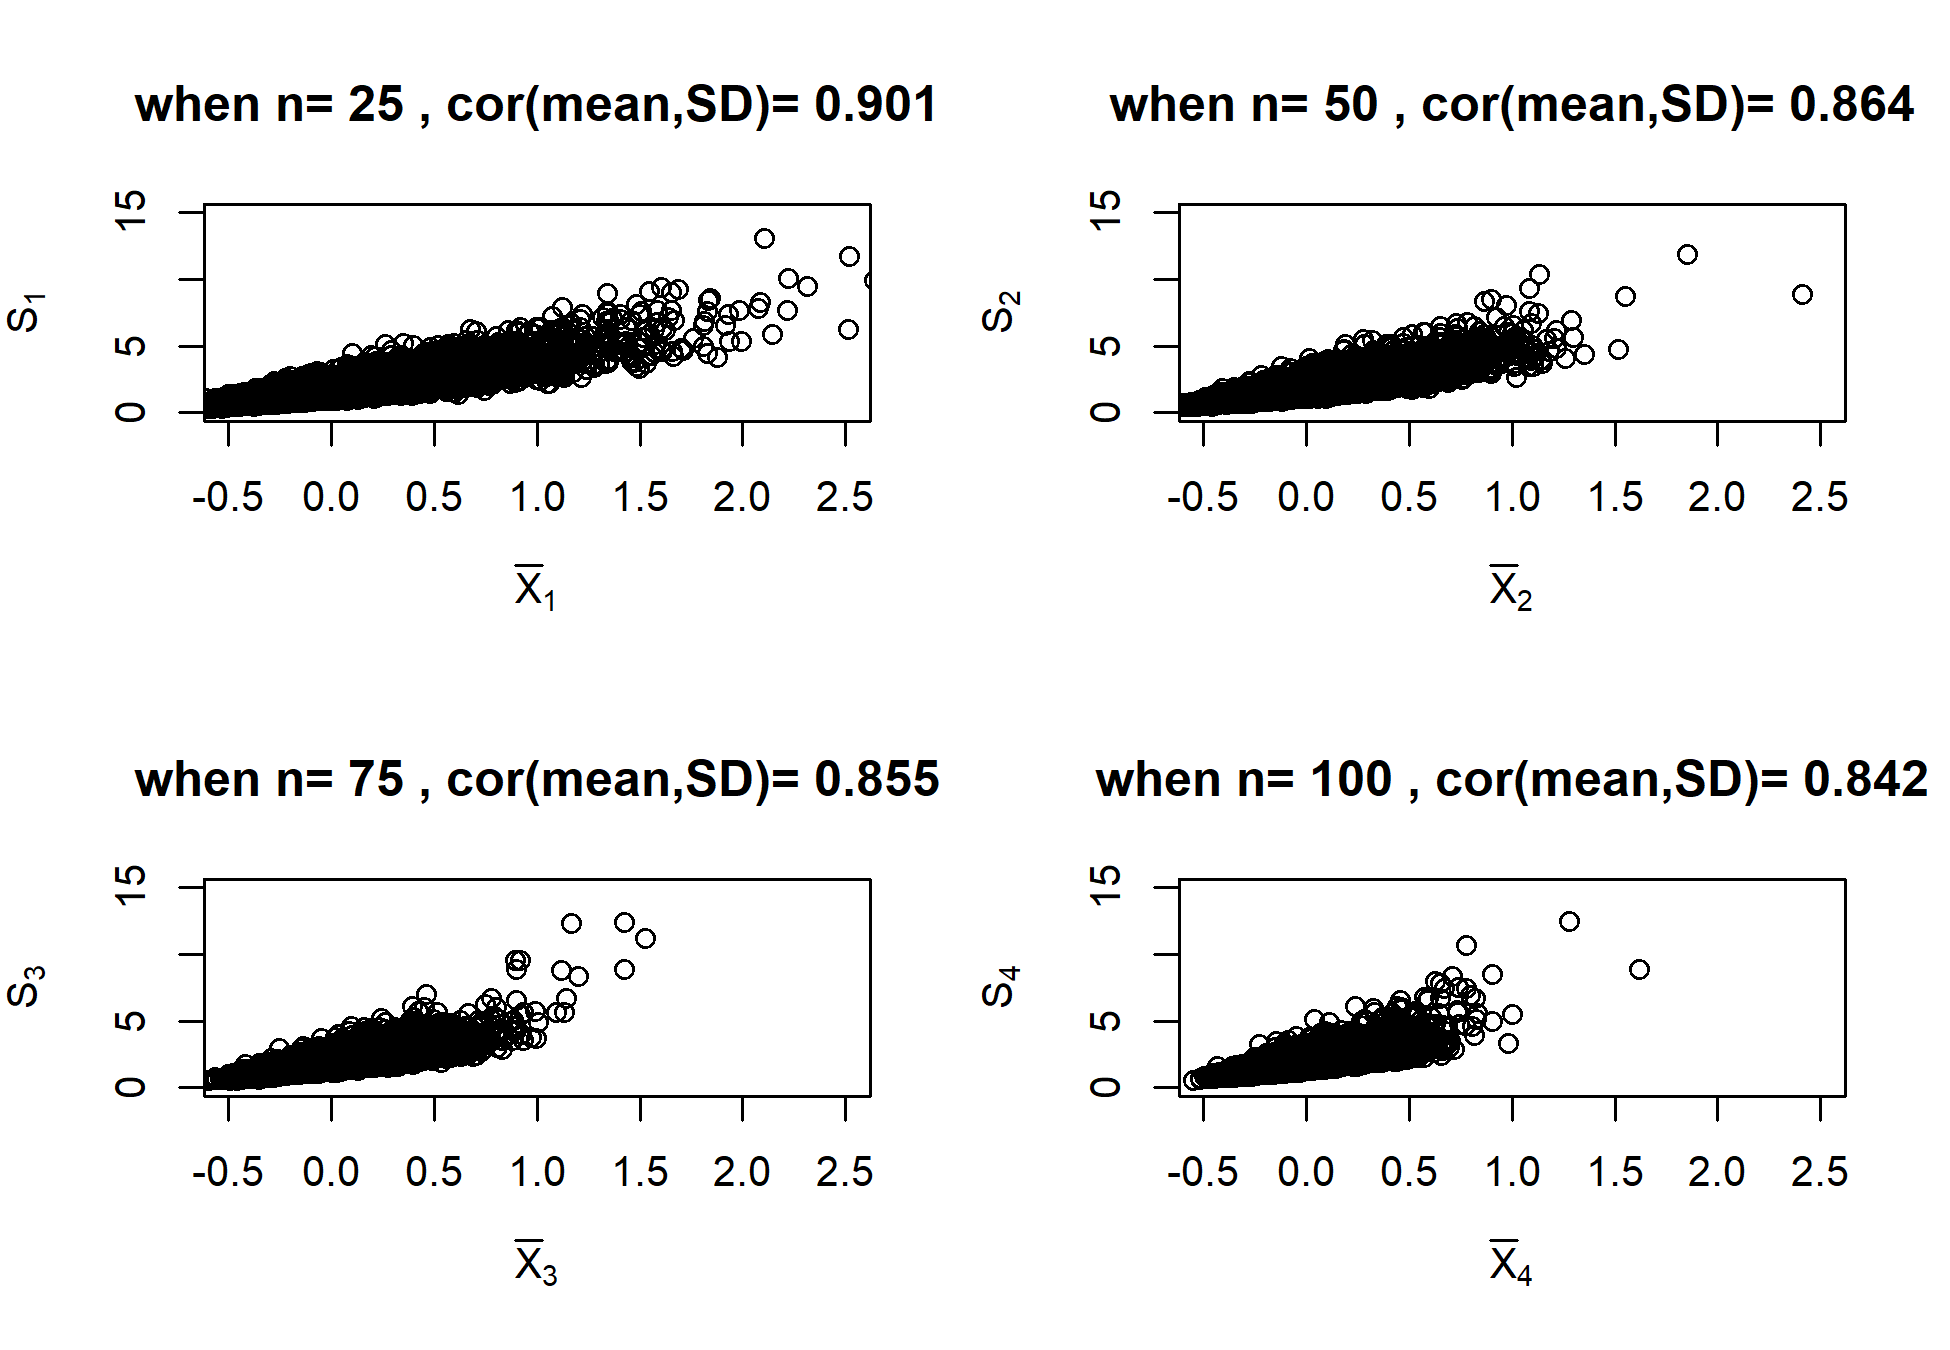 when n= 25 , cor(mean,SD)= 0.901
S1
15
5
0
-0.5 0.0 0.5 1.0 1.5 2.0 2.5
X̅1
when n= 50 , cor(mean,SD)= 0.864
S2
15
5
0
-0.5 0.0 0.5 1.0 1.5 2.0 2.5
X̅2
when n= 75 , cor(mean,SD)= 0.855
S3
15
5
0
-0.5 0.0 0.5 1.0 1.5 2.0 2.5
X̅3
when n= 100 , cor(mean,SD)= 0.842
S4
15
5
0
-0.5 0.0 0.5 1.0 1.5 2.0 2.5
X̅4